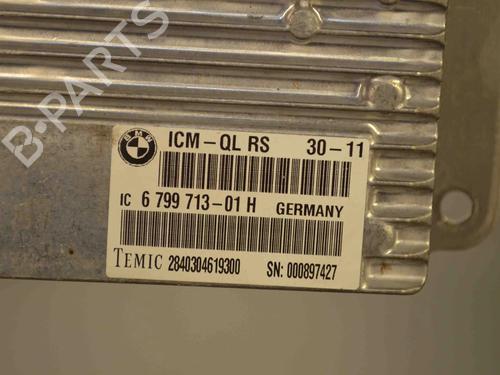 B-PARTS
BMW
ICM-QL RS 30-11
IC 6 799 713-01 H GERMANY
TEMIC 2840304619300 SN: 000897427